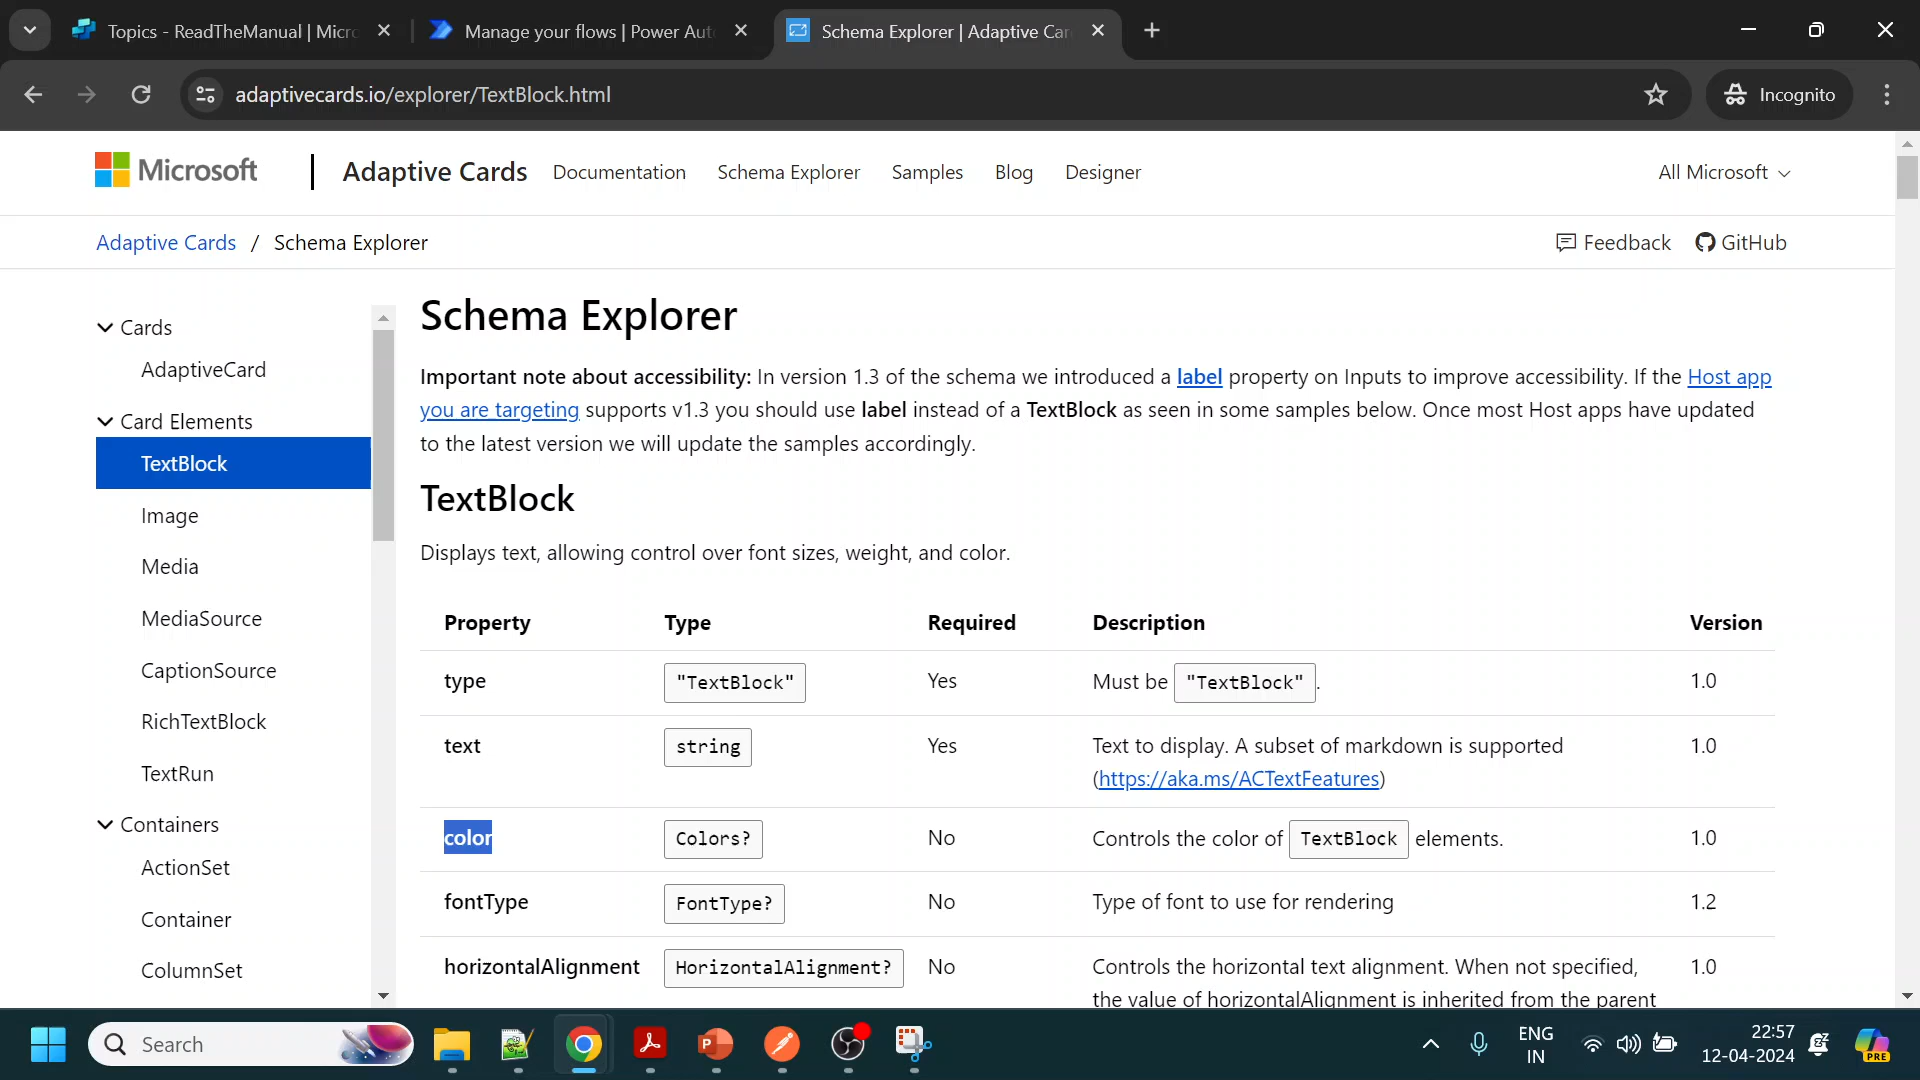 Topics - ReadTheManual | Micro
Manage your flows | Power Aut
Schema Explorer | Adaptive Car
adaptivecards.io/explorer/TextBlock.html
Incognito
Microsoft
Adaptive Cards
Documentation
Schema Explorer
Samples
Blog
Designer
All Microsoft
Adaptive Cards / Schema Explorer
Feedback
GitHub
Cards
AdaptiveCard
Card Elements
TextBlock
Image
Media
MediaSource
CaptionSource
RichTextBlock
TextRun
Containers
ActionSet
Container
ColumnSet
Schema Explorer
Important note about accessibility: In version 1.3 of the schema we introduced a label property on Inputs to improve accessibility. If the Host app
you are targeting supports v1.3 you should use label instead of a TextBlock as seen in some samples below. Once most Host apps have updated
to the latest version we will update the samples accordingly.
TextBlock
Displays text, allowing control over font sizes, weight, and color.
Property Type Required Description Version
type "TextBlock" Yes Must be "TextBlock". 1.0
text string Yes Text to display. A subset of markdown is supported 1.0
(https://aka.ms/ACTextFeatures)
color Colors? No Controls the color of TextBlock elements. 1.0
fontType FontType? No Type of font to use for rendering 1.2
horizontalAlignment HorizontalAlignment? No Controls the horizontal text alignment. When not specified, 1.0
the value of horizontalAlignment is inherited from the parent
Search
ENG
IN
22:57
12-04-2024
PRE